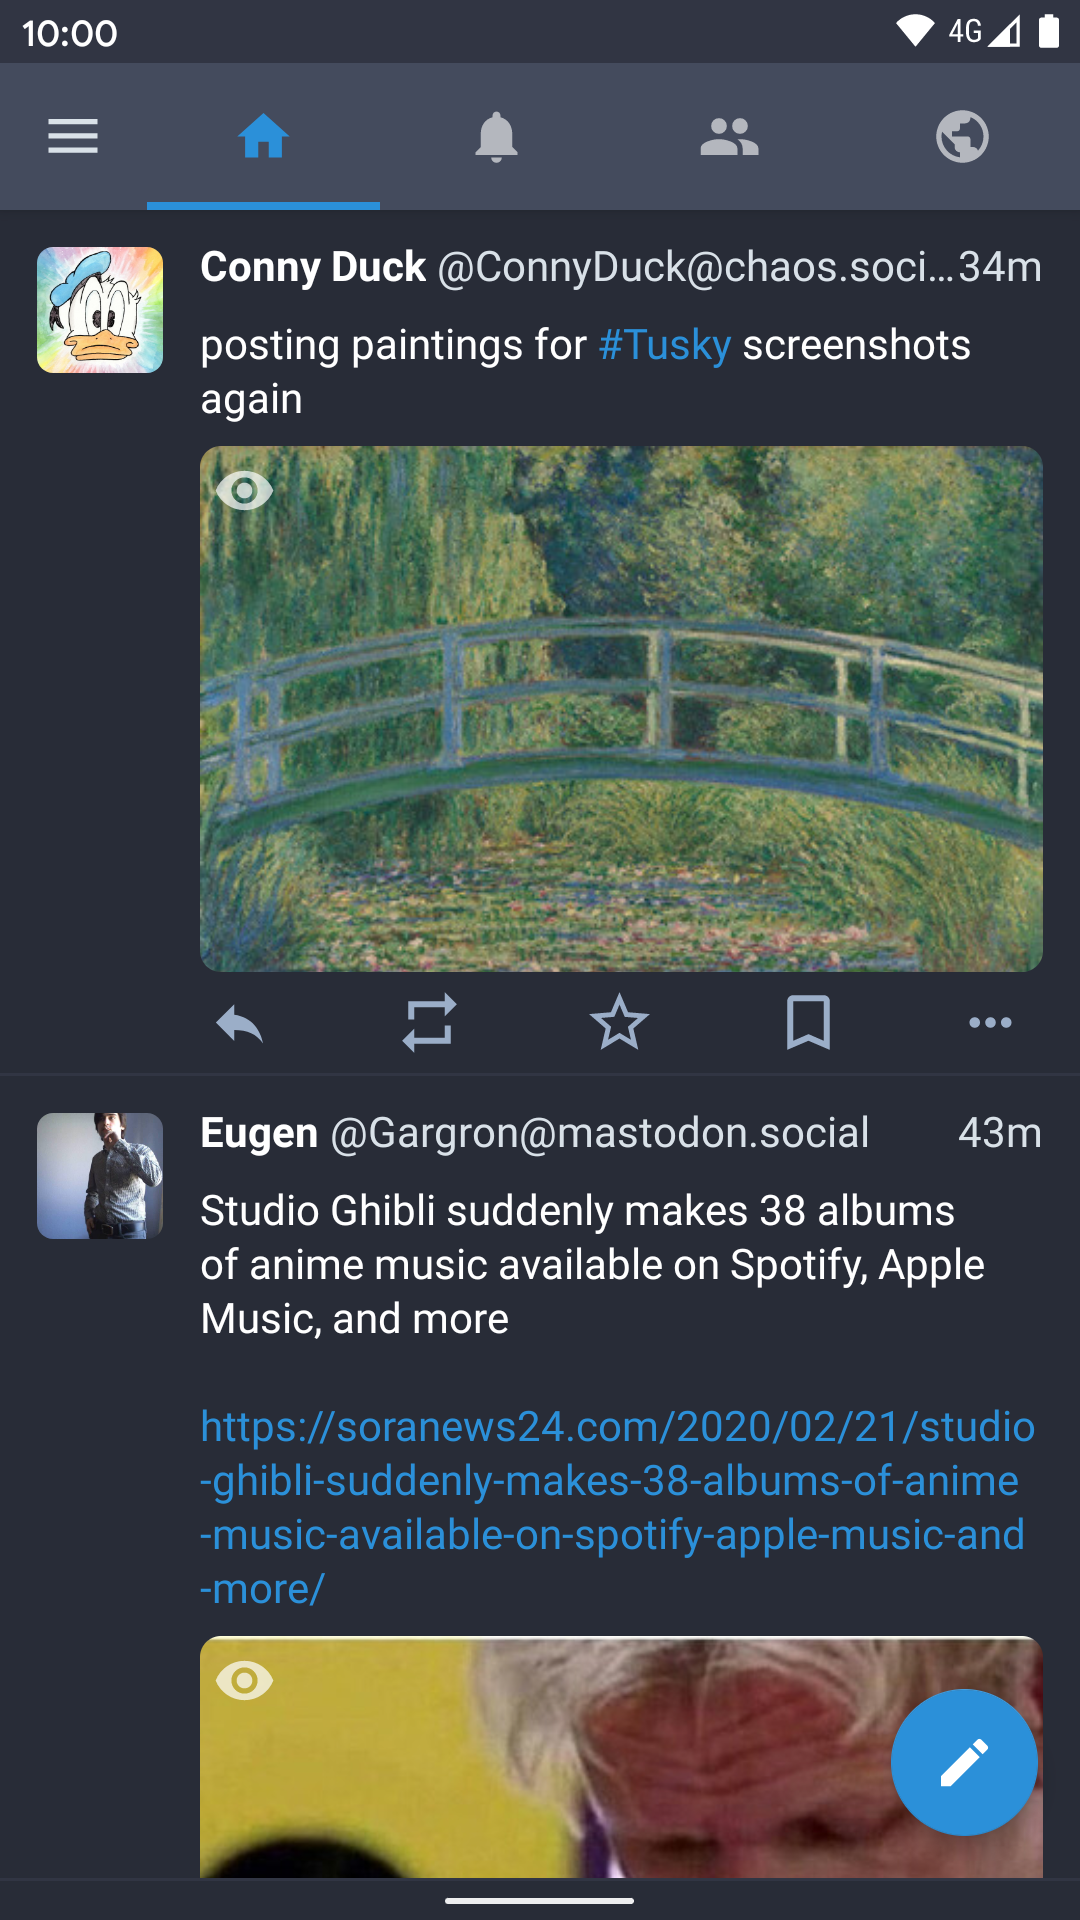 10:00
4G
Conny Duck @ConnyDuck@chaos.soci... 34m
posting paintings for #Tusky screenshots
again
Eugen @Gargron@mastodon.social 43m
Studio Ghibli suddenly makes 38 albums
of anime music available on Spotify, Apple
Music, and more
https://soranews24.com/2020/02/21/studio
-ghibli-suddenly-makes-38-albums-of-anime
-music-available-on-spotify-apple-music-and
-more/